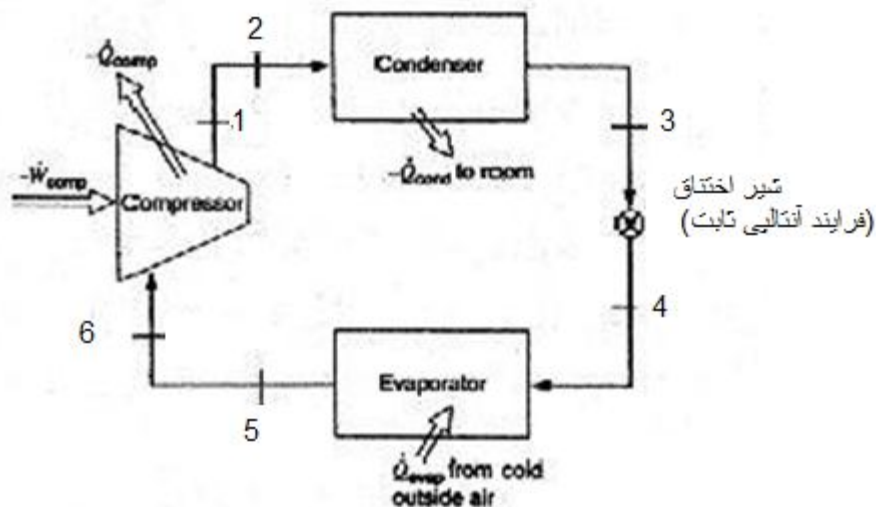 2
-Q̇comp
Condenser
1
3
-Q̇cond to room
شیر اختناق
(فرایند آنتالپی ثابت)
-Ẇcomp
Compressor
4
6
Evaporator
5
Q̇evap from cold
outside air